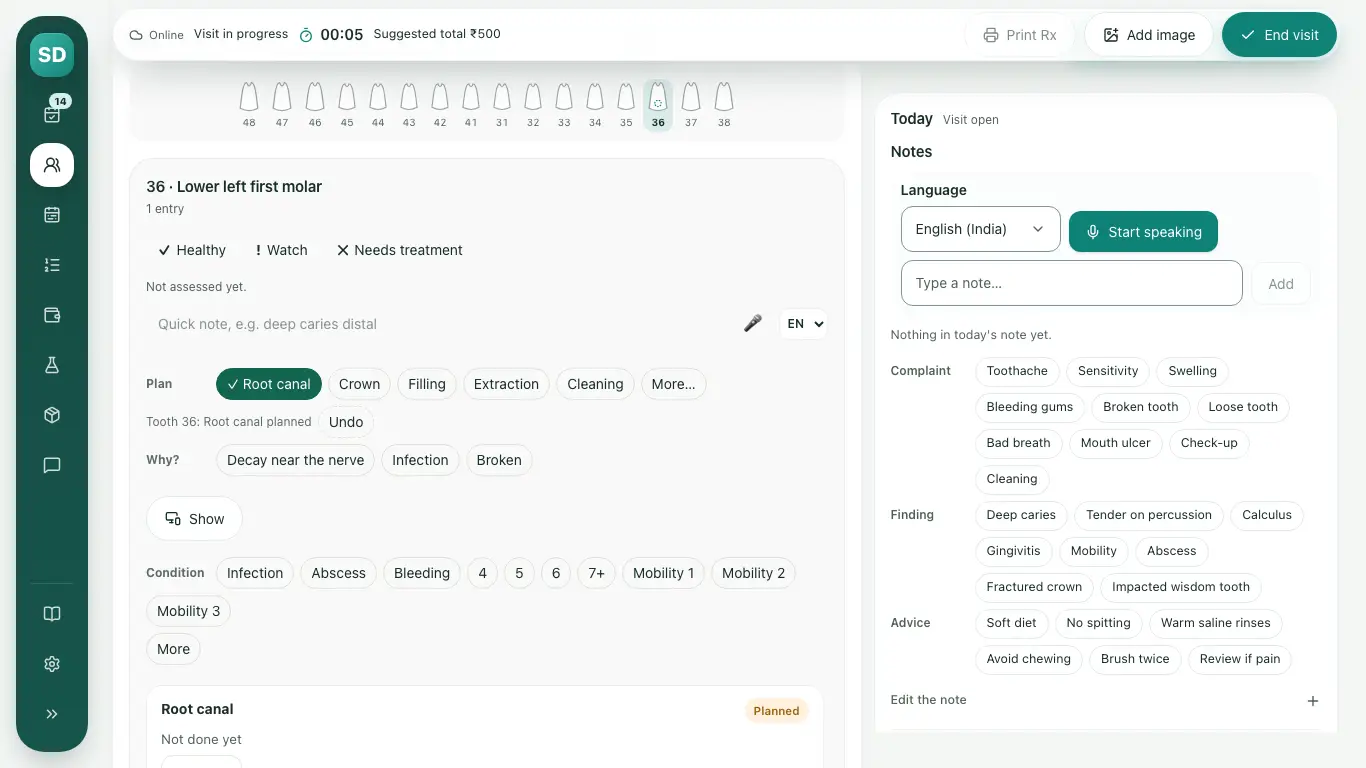 SD
14
Online Visit in progress 00:05 Suggested total ₹500
Print Rx Add image End visit
48 47 46 45 44 43 42 41 31 32 33 34 35 36 37 38
36 · Lower left first molar
1 entry
Healthy ! Watch Needs treatment
Not assessed yet.
Quick note, e.g. deep caries distal EN
Plan Root canal Crown Filling Extraction Cleaning More...
Tooth 36: Root canal planned Undo
Why? Decay near the nerve Infection Broken
Show
Condition Infection Abscess Bleeding 4 5 6 7+ Mobility 1 Mobility 2
Mobility 3
More
Root canal Planned
Not done yet
Today Visit open
Notes
Language
English (India) Start speaking
Type a note... Add
Nothing in today's note yet.
Complaint Toothache Sensitivity Swelling
Bleeding gums Broken tooth Loose tooth
Bad breath Mouth ulcer Check-up
Cleaning
Finding Deep caries Tender on percussion Calculus
Gingivitis Mobility Abscess
Fractured crown Impacted wisdom tooth
Advice Soft diet No spitting Warm saline rinses
Avoid chewing Brush twice Review if pain
Edit the note